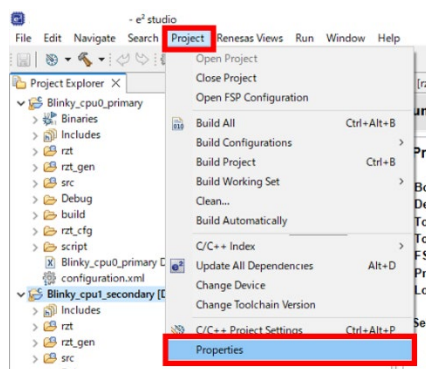 - e² studio
File Edit Navigate Search Project Renesas Views Run Window Help
Project Explorer
Blinky_cpu0_primary
Binaries
Includes
rzt
rzt_gen
src
Debug
build
rzt_cfg
script
Blinky_cpu0_primary D
configuration.xml
Blinky_cpu1_secondary [D
Includes
rzt
rzt_gen
src
Open Project
Close Project
Open FSP Configuration
Build All Ctrl+Alt+B
Build Configurations
Build Project Ctrl+B
Build Working Set
Clean...
Build Automatically
C/C++ Index
Update All Dependencies Alt+D
Change Device
Change Toolchain Version
C/C++ Project Settings Ctrl+Alt+P
Properties